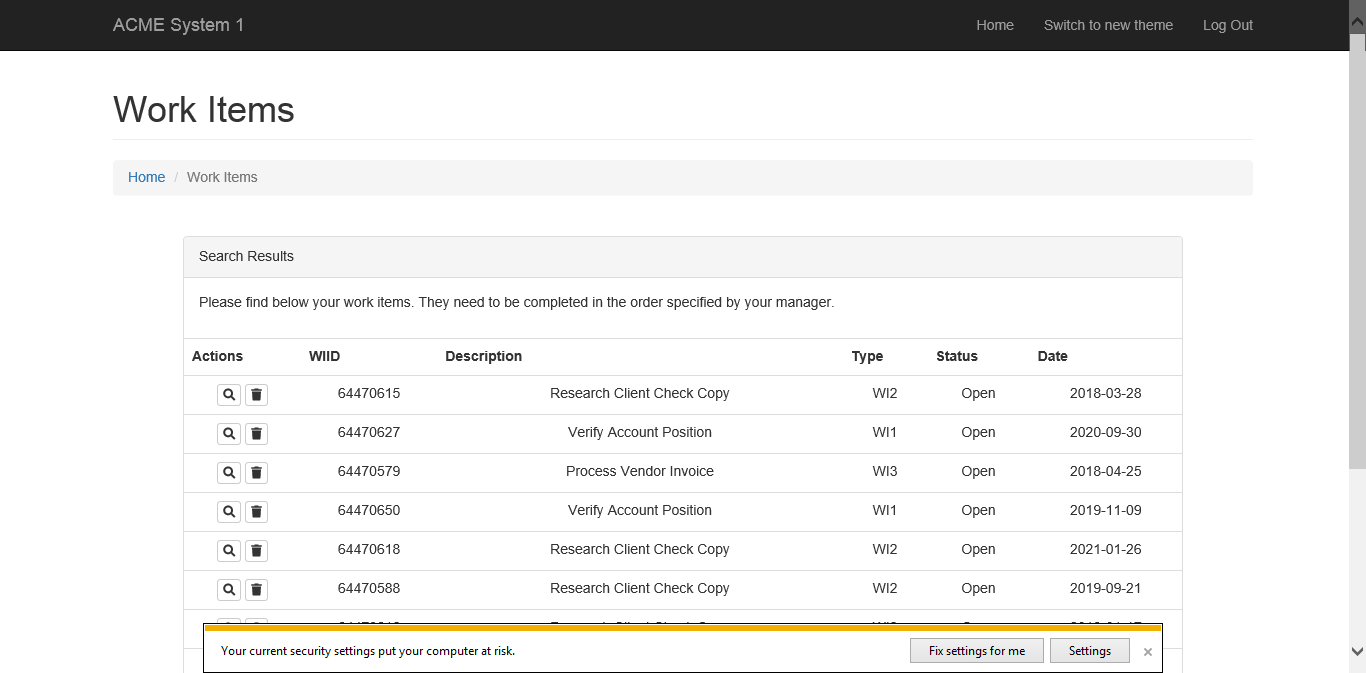 ACME System 1 Home Switch to new theme Log Out
Work Items
Home / Work Items
Search Results
Please find below your work items. They need to be completed in the order specified by your manager.
Actions WIID Description Type Status Date
64470615 Research Client Check Copy WI2 Open 2018-03-28
64470627 Verify Account Position WI1 Open 2020-09-30
64470579 Process Vendor Invoice WI3 Open 2018-04-25
64470650 Verify Account Position WI1 Open 2019-11-09
64470618 Research Client Check Copy WI2 Open 2021-01-26
64470588 Research Client Check Copy WI2 Open 2019-09-21
Your current security settings put your computer at risk. Fix settings for me Settings ×